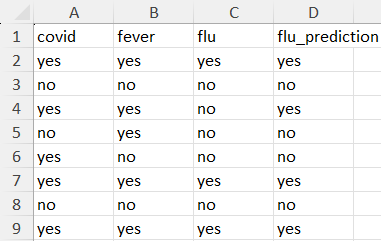 A B C D
1 covid fever flu flu_prediction
2 yes yes yes yes
3 no no no no
4 no yes no yes
5 yes no no no
6 yes no no no
7 yes yes yes yes
8 no no no no
9 yes yes yes yes